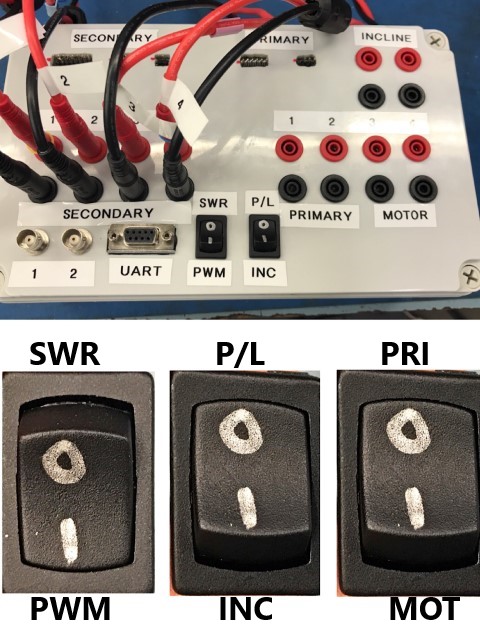 SECONDARY PRIMARY INCLINE
2
4
1 2 3 1 2 3 4
SWR P/L
SECONDARY PRIMARY MOTOR
1 2 UART PWM INC
SWR P/L PRI
O O O
I I I
PWM INC MOT